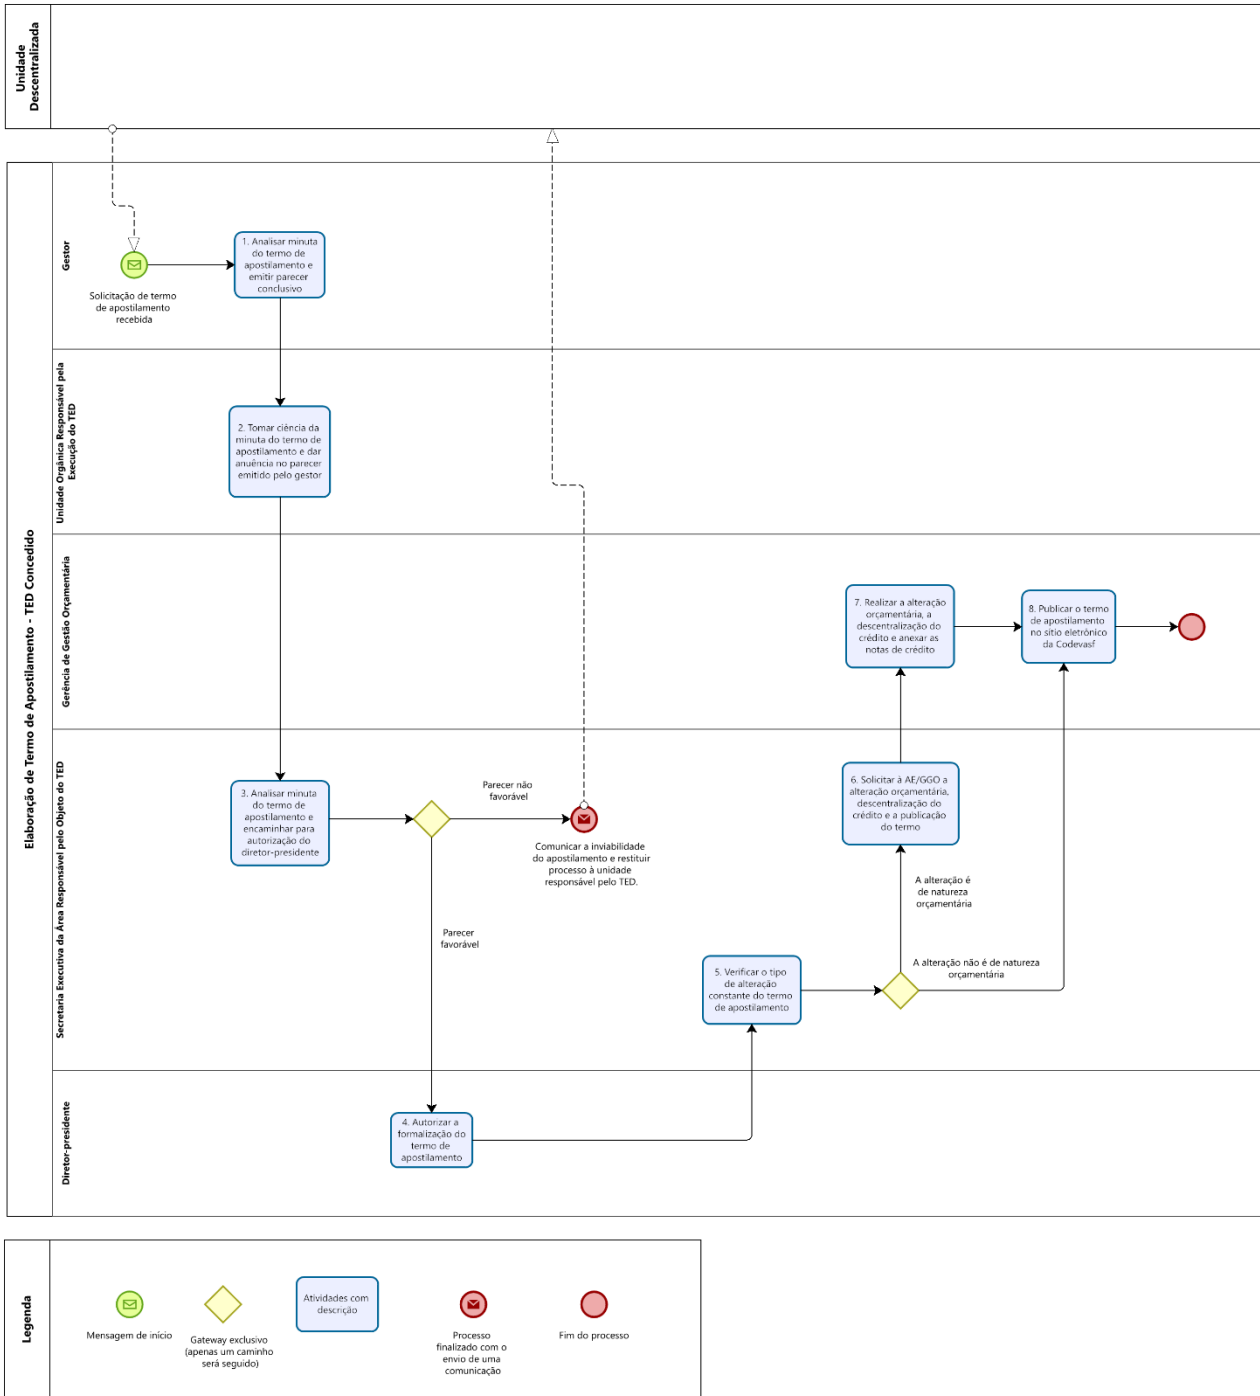 Unidade
Descentralizada
Elaboração de Termo de Apostilamento - TED Concedido
Gestor
Solicitação de termo
de apostilamento
recebida
1. Analisar minuta
do termo de
apostilamento e
emitir parecer
conclusivo
Unidade Orgânica Responsável pela
Execução do TED
2. Tomar ciência da
minuta do termo de
apostilamento e dar
anuência no parecer
emitido pelo gestor
Gerência de Gestão Orçamentária
7. Realizar a alteração
orçamentária, a
descentralização do
crédito e anexar as
notas de crédito
8. Publicar o termo
de apostilamento
no sítio eletrônico
da Codevasf
Secretaria Executiva da Área Responsável pelo Objeto do TED
3. Analisar minuta
do termo de
apostilamento e
encaminhar para
autorização do
diretor-presidente
Parecer não
favorável
Comunicar a inviabilidade
do apostilamento e restituir
processo à unidade
responsável pelo TED.
Parecer
favorável
6. Solicitar à AE/GGO a
alteração orçamentária,
descentralização do
crédito e a publicação
do termo
A alteração é
de natureza
orçamentária
A alteração não é de natureza
orçamentária
5. Verificar o tipo
de alteração
constante do termo
de apostilamento
Diretor-presidente
4. Autorizar a
formalização do
termo de
apostilamento
Legenda
Mensagem de início
Gateway exclusivo
(apenas um caminho
será seguido)
Atividades com
descrição
Processo
finalizado com o
envio de uma
comunicação
Fim do processo